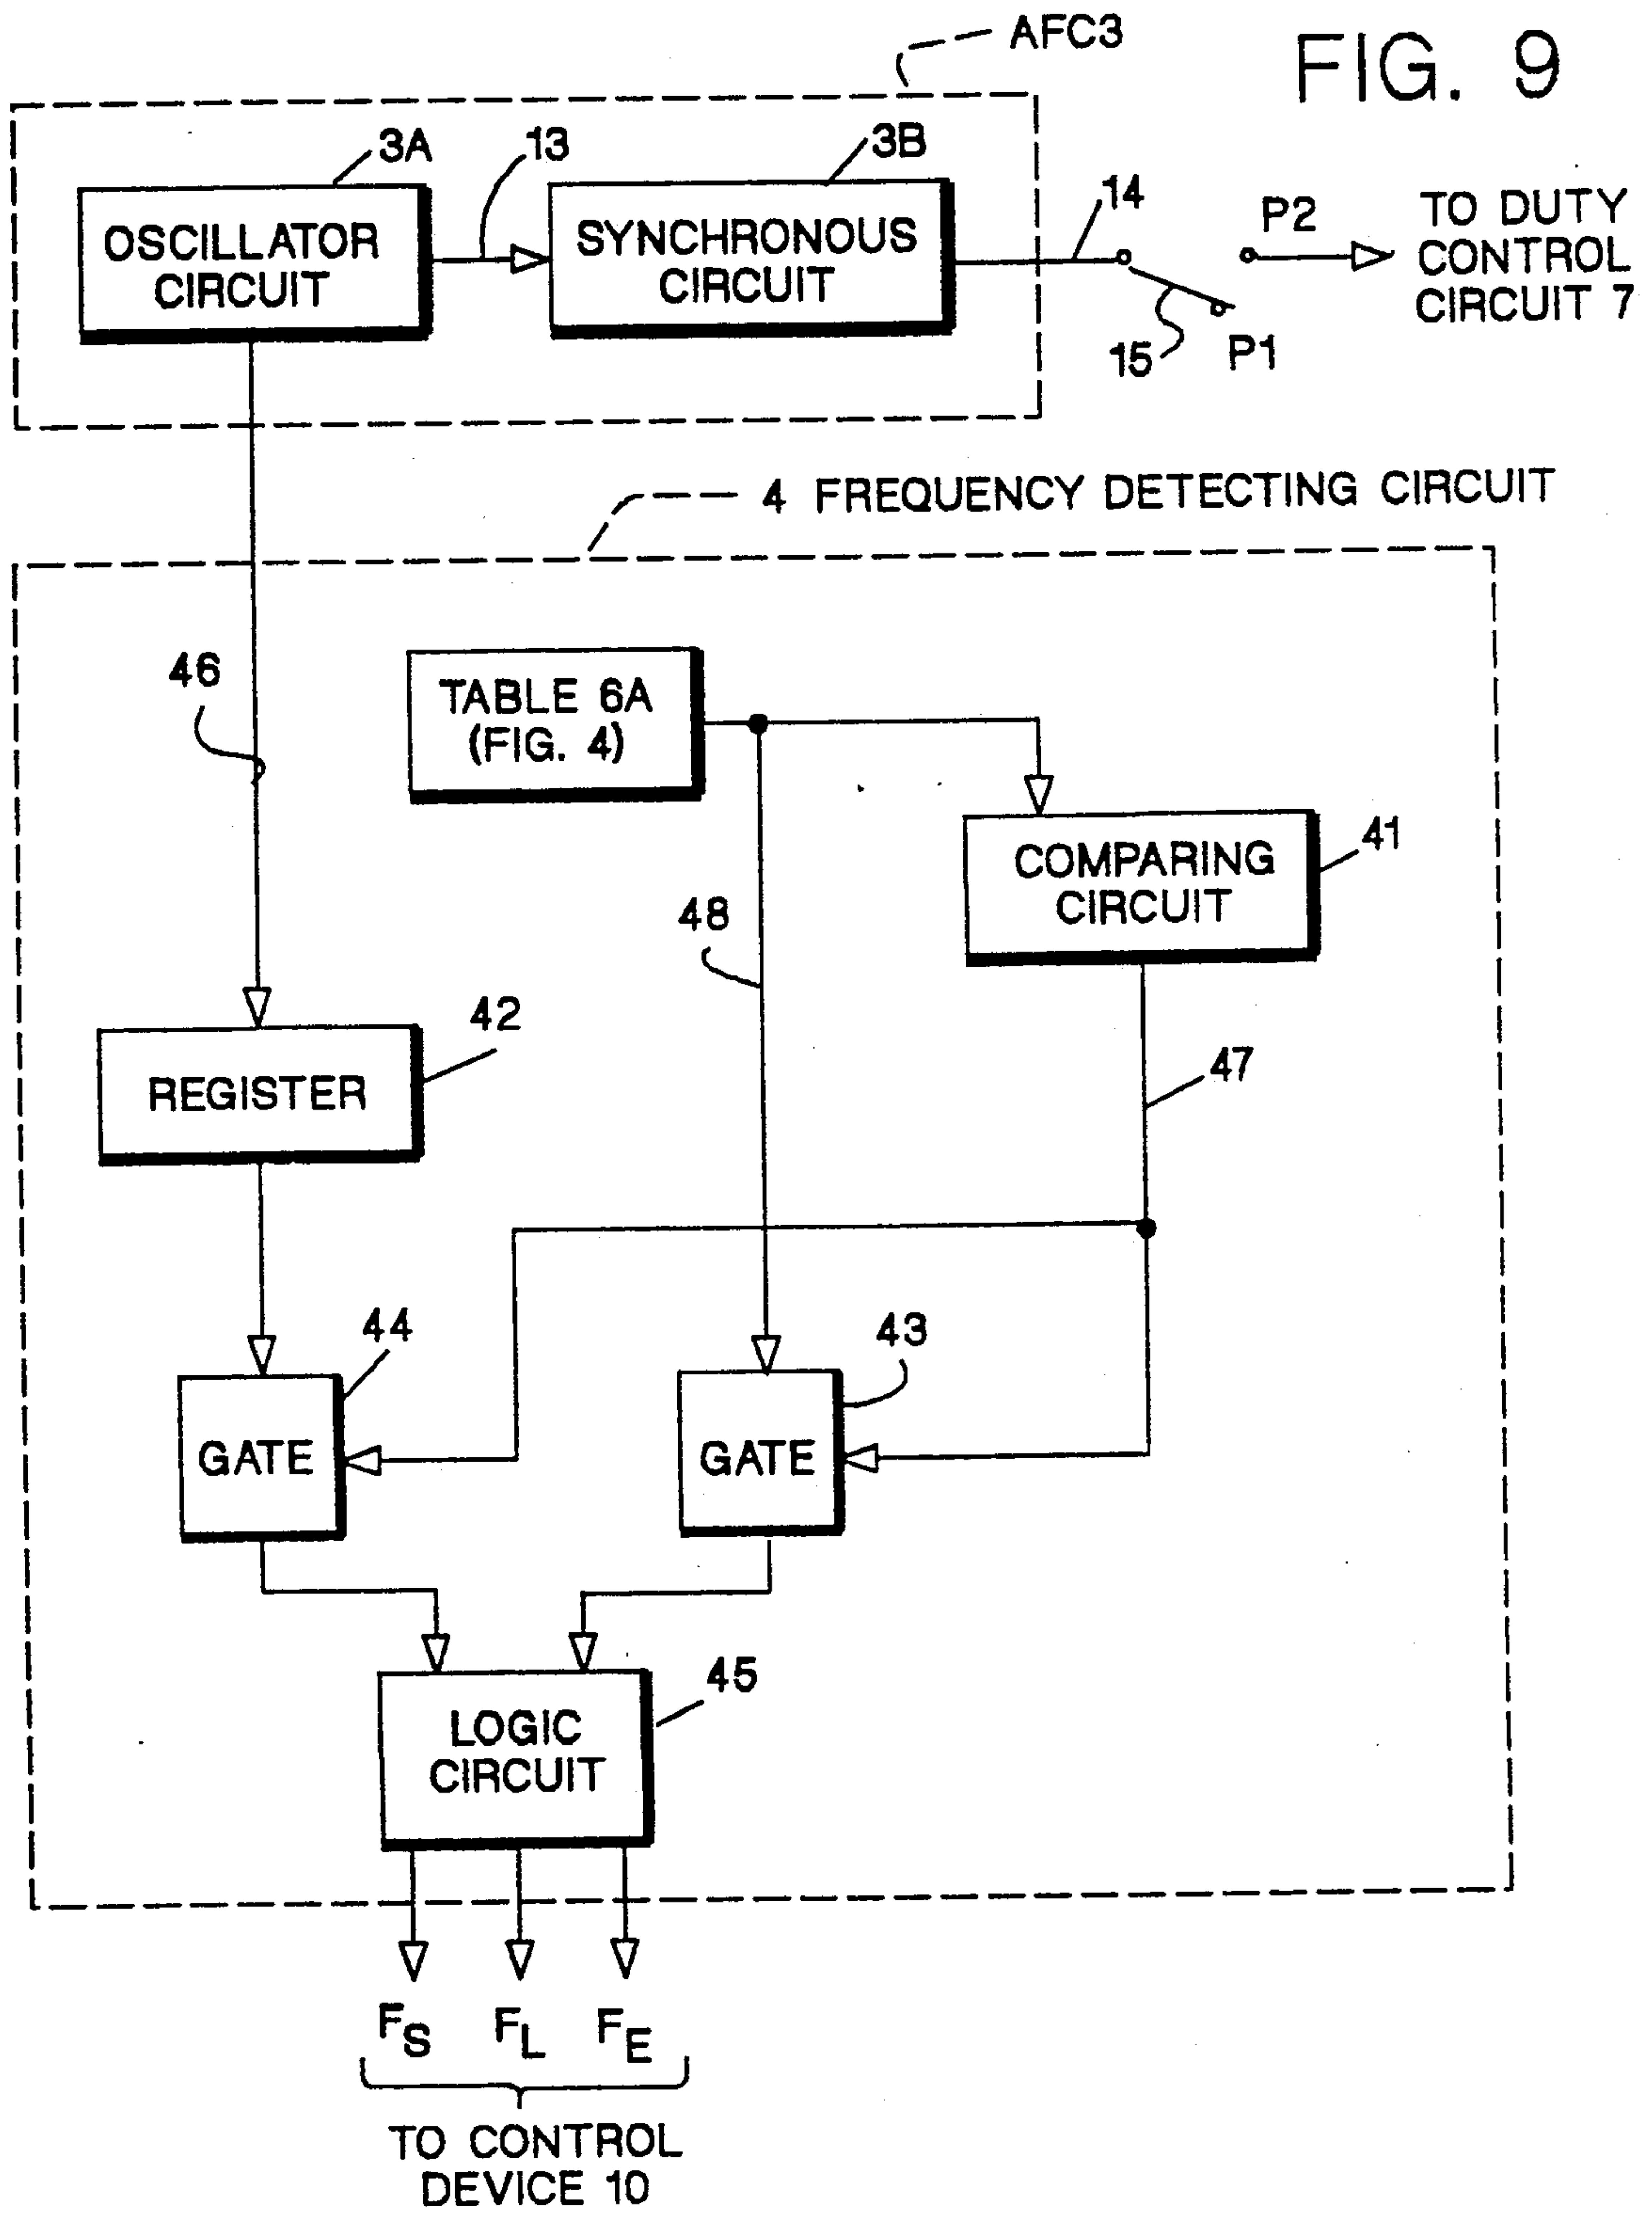 AFC3
FIG. 9
3A
13
3B
OSCILLATOR
CIRCUIT
SYNCHRONOUS
CIRCUIT
14
15
P1
P2
TO DUTY
CONTROL
CIRCUIT 7
4 FREQUENCY DETECTING CIRCUIT
46
TABLE 6A
(FIG. 4)
COMPARING
CIRCUIT
41
48
42
REGISTER
47
44
43
GATE
GATE
45
LOGIC
CIRCUIT
FS FL FE
TO CONTROL
DEVICE 10